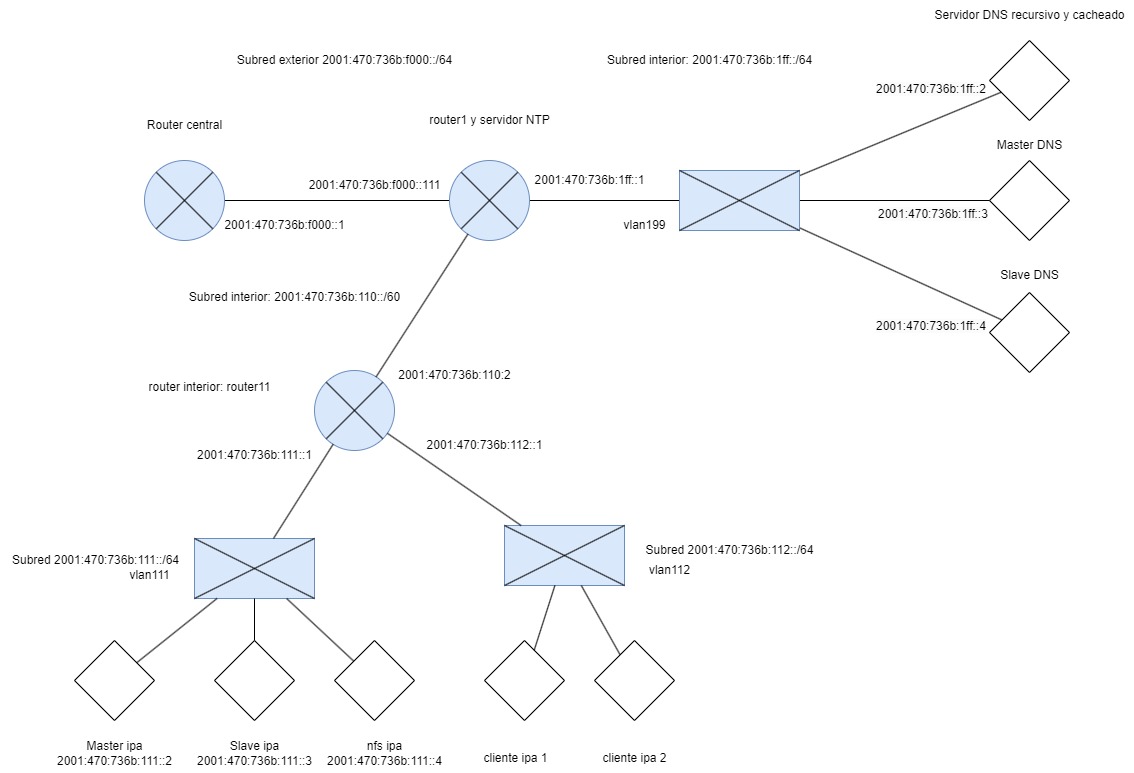 Servidor DNS recursivo y cacheado
Subred exterior 2001:470:736b:f000::/64
Subred interior: 2001:470:736b:1ff::/64
2001:470:736b:1ff::2
Router central
router1 y servidor NTP
Master DNS
2001:470:736b:f000::111
2001:470:736b:1ff::1
2001:470:736b:f000::1
vlan199
2001:470:736b:1ff::3
Slave DNS
Subred interior: 2001:470:736b:110::/60
2001:470:736b:1ff::4
router interior: router11
2001:470:736b:110:2
2001:470:736b:111::1
2001:470:736b:112::1
Subred 2001:470:736b:111::/64
vlan111
Subred 2001:470:736b:112::/64
vlan112
Master ipa
2001:470:736b:111::2
Slave ipa
2001:470:736b:111::3
nfs ipa
2001:470:736b:111::4
cliente ipa 1
cliente ipa 2